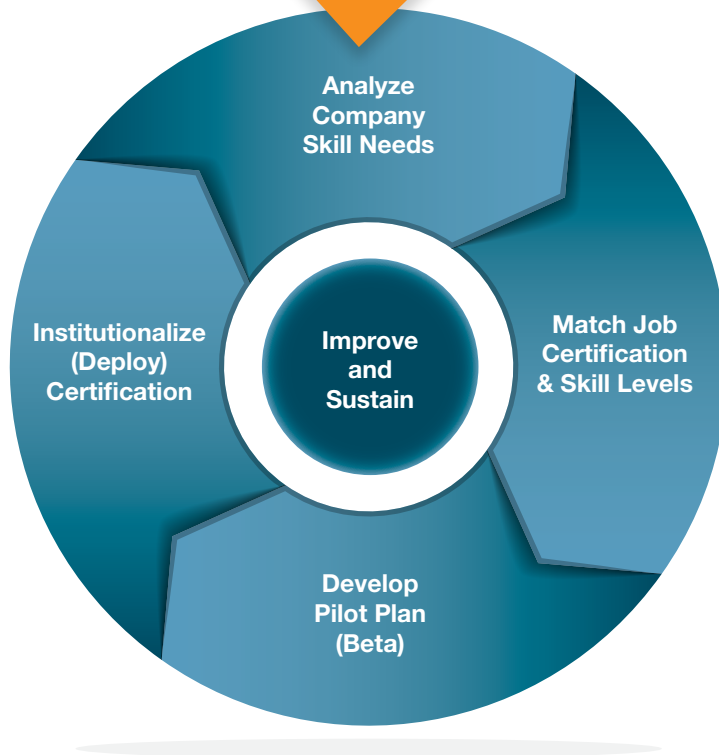 Analyze
Company
Skill Needs
Match Job
Certification
& Skill Levels
Develop
Pilot Plan
(Beta)
Institutionalize
(Deploy)
Certification
Improve
and
Sustain